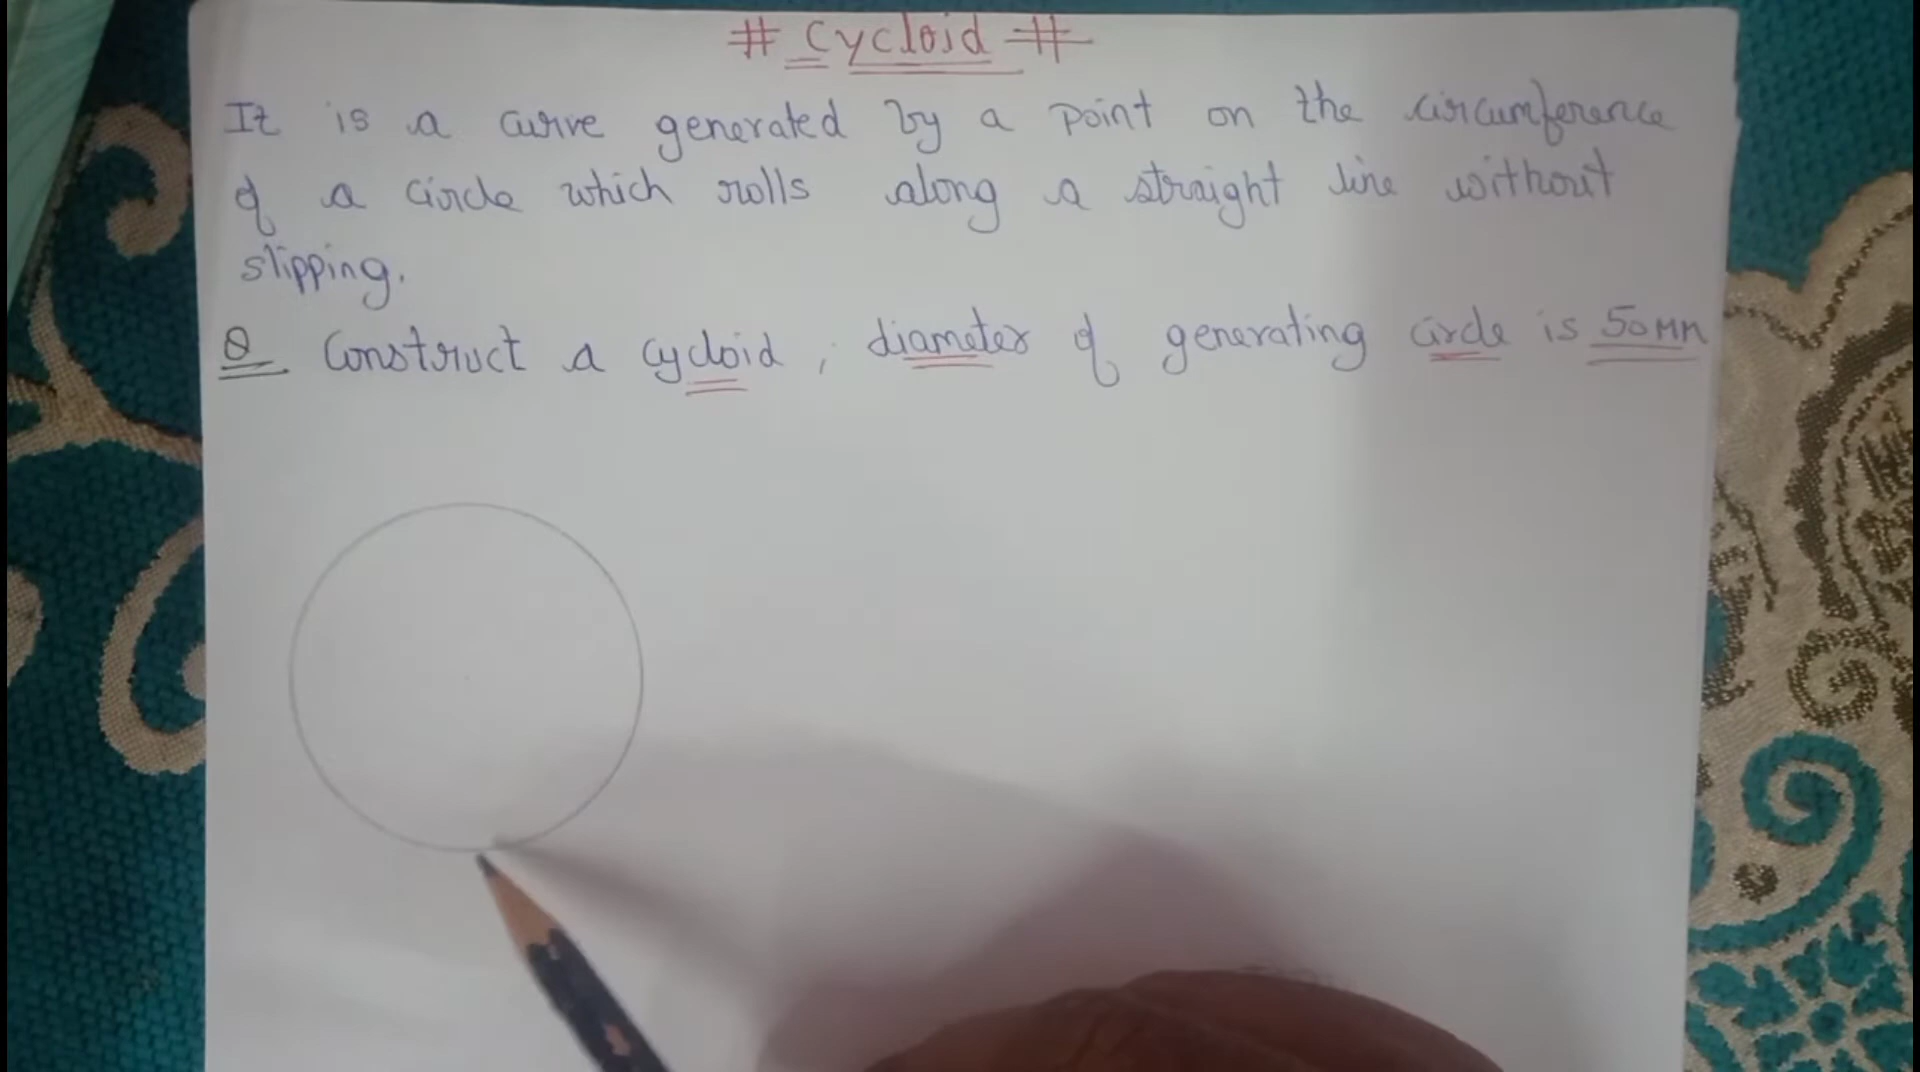 # Cycloid #
It is a curve generated by a point on the circumference
of a circle which rolls along a straight line without
slipping.
Q Construct a cycloid, diameter of generating circle is 50MM